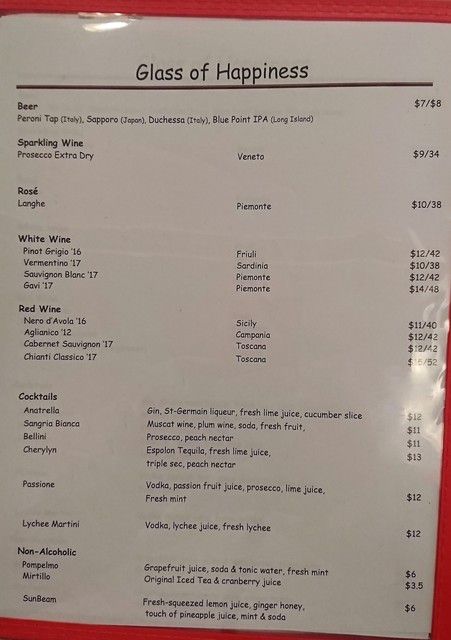 Glass of Happiness
Beer $7/$8
Peroni Tap (Italy), Sapporo (Japan), Duchessa (Italy), Blue Point IPA (Long Island)
Sparkling Wine
Prosecco Extra Dry Veneto $9/34
Rosé
Langhe Piemonte $10/38
White Wine
Pinot Grigio '16 Friuli $12/42
Vermentino '17 Sardinia $10/38
Sauvignon Blanc '17 Piemonte $12/42
Gavi '17 Piemonte $14/48
Red Wine
Nero d'Avola '16 Sicily $11/40
Aglianico '12 Campania $12/42
Cabernet Sauvignon '17 Toscana $12/42
Chianti Classico '17 Toscana
Cocktails
Anatrella Gin, St-Germain liqueur, fresh lime juice, cucumber slice $12
Sangria Bianca Muscat wine, plum wine, soda, fresh fruit, $11
Bellini Prosecco, peach nectar $11
Cherylyn Espolon Tequila, fresh lime juice, $13
triple sec, peach nectar
Passione Vodka, passion fruit juice, prosecco, lime juice,
Fresh mint $12
Lychee Martini Vodka, lychee juice, fresh lychee $12
Non-Alcoholic
Pompelmo Grapefruit juice, soda & tonic water, fresh mint $6
Mirtillo Original Iced Tea & cranberry juice $3.5
SunBeam Fresh-squeezed lemon juice, ginger honey, $6
touch of pineapple juice, mint & soda